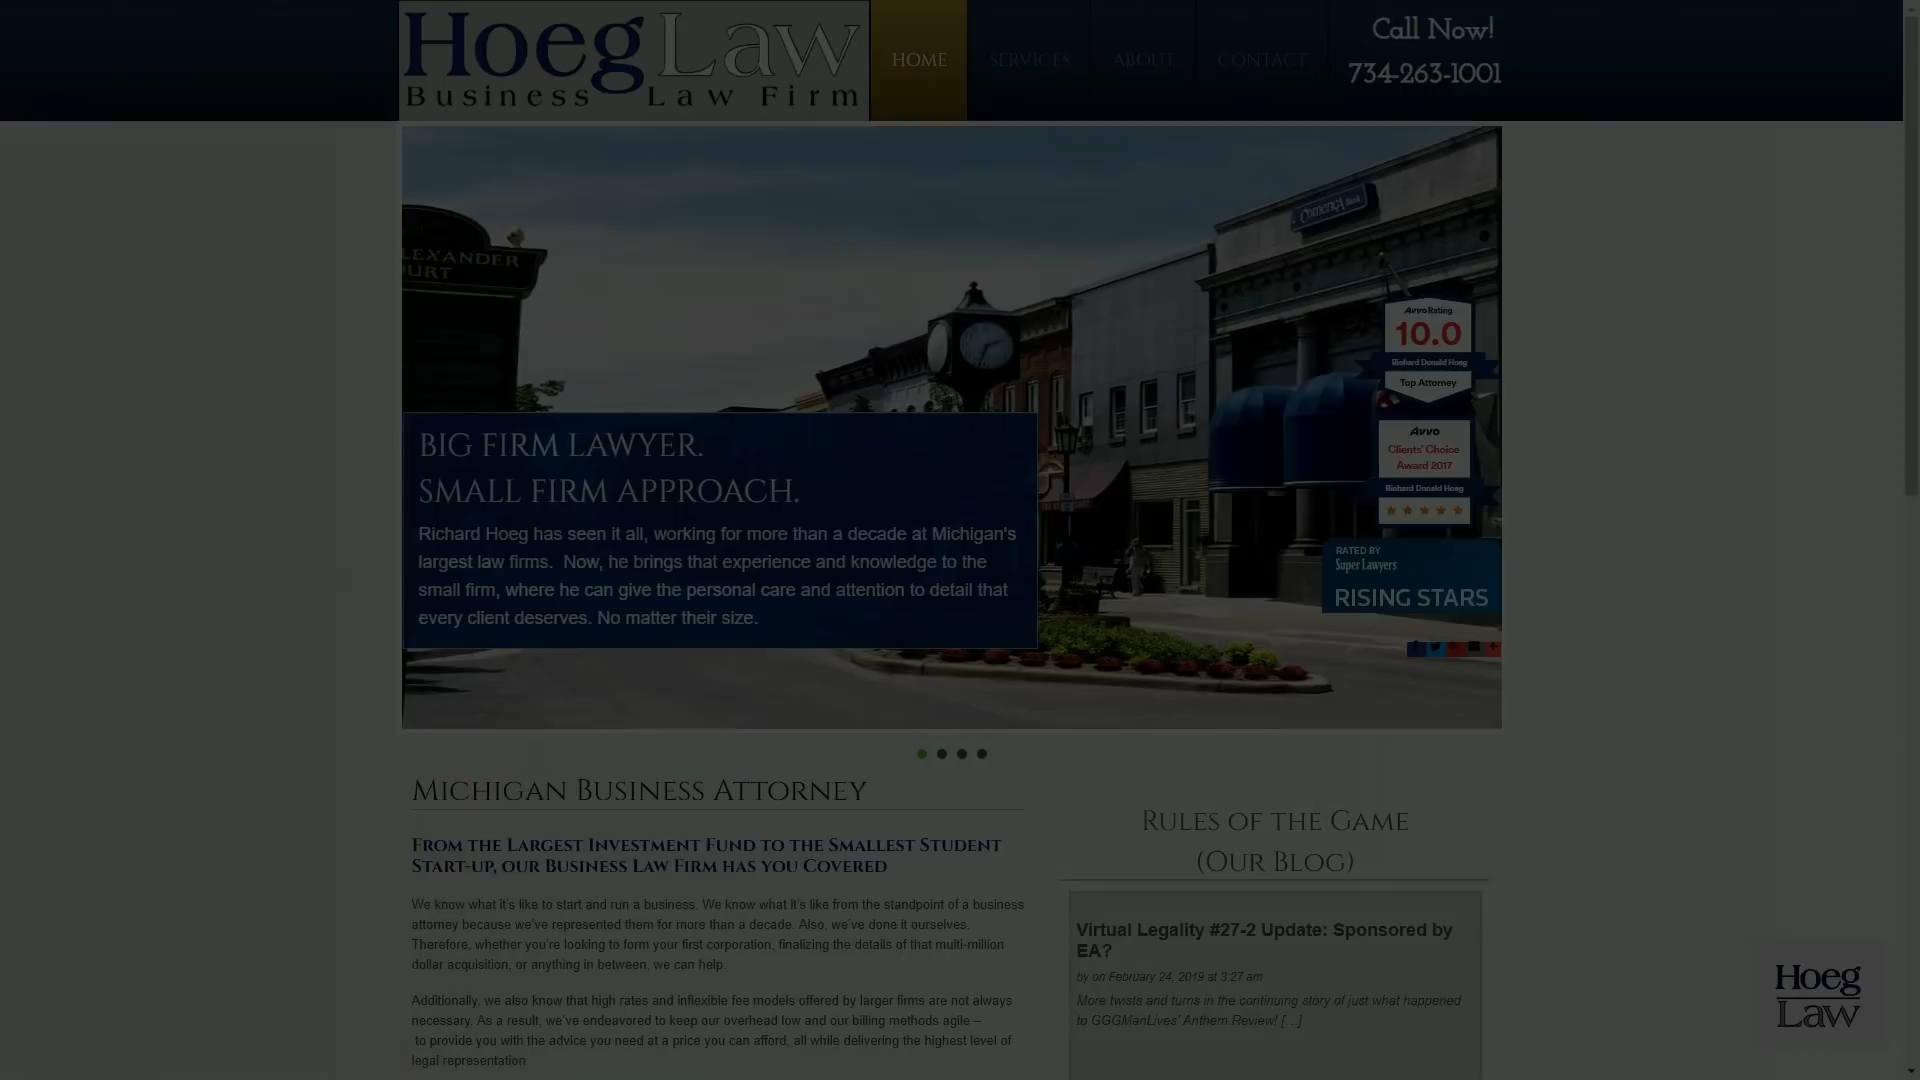 Hoeg Law
Business Law Firm
HOME
SERVICES
ABOUT
CONTACT
Call Now!
734-263-1001
LEXANDER
URT
Comerica Bank
Avvo Rating
10.0
Richard Donald Hoeg
Top Attorney
Avvo
Clients' Choice
Award 2017
Richard Donald Hoeg
RATED BY
Super Lawyers
RISING STARS
BIG FIRM LAWYER.
SMALL FIRM APPROACH.
Richard Hoeg has seen it all, working for more than a decade at Michigan's
largest law firms. Now, he brings that experience and knowledge to the
small firm, where he can give the personal care and attention to detail that
every client deserves. No matter their size.
Michigan Business Attorney
From the Largest Investment Fund to the Smallest Student
Start-up, our Business Law Firm has you Covered
We know what it's like to start and run a business. We know what it's like from the standpoint of a business
attorney because we've represented them for more than a decade. Also, we've done it ourselves.
Therefore, whether you're looking to form your first corporation, finalizing the details of that multi-million
dollar acquisition, or anything in between, we can help.
Additionally, we also know that high rates and inflexible fee models offered by larger firms are not always
necessary. As a result, we've endeavored to keep our overhead low and our billing methods agile –
to provide you with the advice you need at a price you can afford, all while delivering the highest level of
legal representation.
Rules of the Game
(Our Blog)
Virtual Legality #27-2 Update: Sponsored by
EA?
by on February 24, 2019 at 3:27 am
More twists and turns in the continuing story of just what happened
to GGGManLives' Anthem Review! [...]
Hoeg
Law